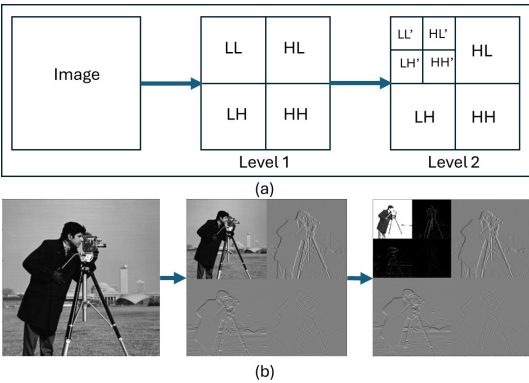 Image
LL HL
LH HH
Level 1
LL’ HL’
HL
LH’ HH’
LH HH
Level 2
(a)
(b)